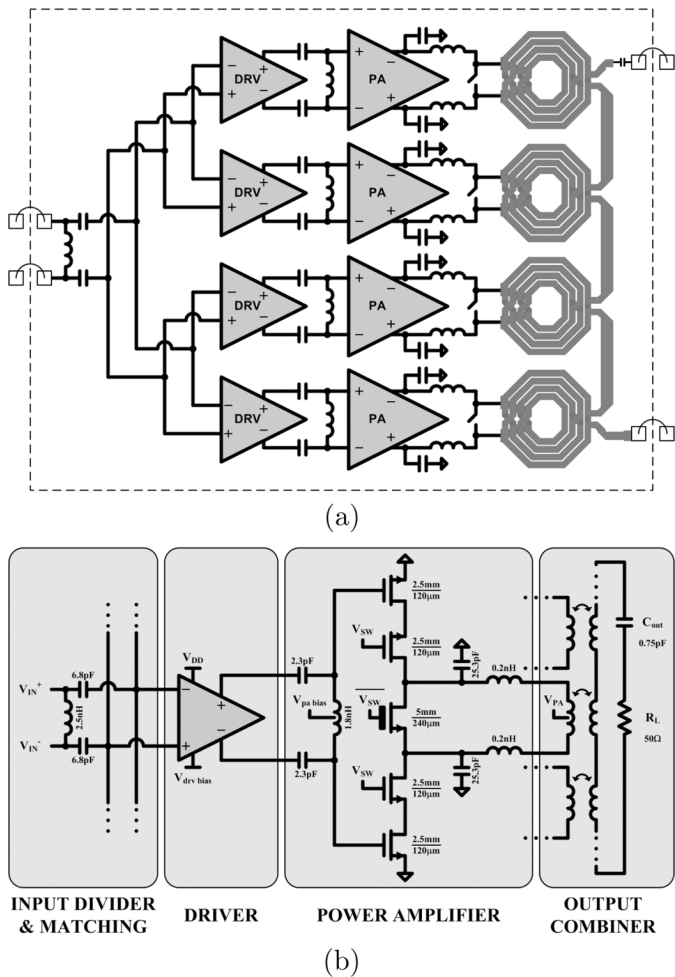 DRV
+
−
PA
+
−
−
+
DRV
+
−
PA
+
−
−
+
DRV
+
−
PA
+
−
−
+
DRV
+
−
PA
+
−
−
+
(a)
2.5mm
120μm
VSW
2.5mm
120μm
Cout
0.75pF
25.3pF
0.2nH
VDD
2.3pF
6.8pF
VIN+
2.5nH
Vpa bias
1.8nH
VSW
5mm
240μm
VPA
RL
50Ω
VIN-
6.8pF
2.3pF
0.2nH
Vdrv bias
25.3pF
VSW
2.5mm
120μm
2.5mm
120μm
INPUT DIVIDER
& MATCHING
DRIVER
POWER AMPLIFIER
OUTPUT
COMBINER
(b)